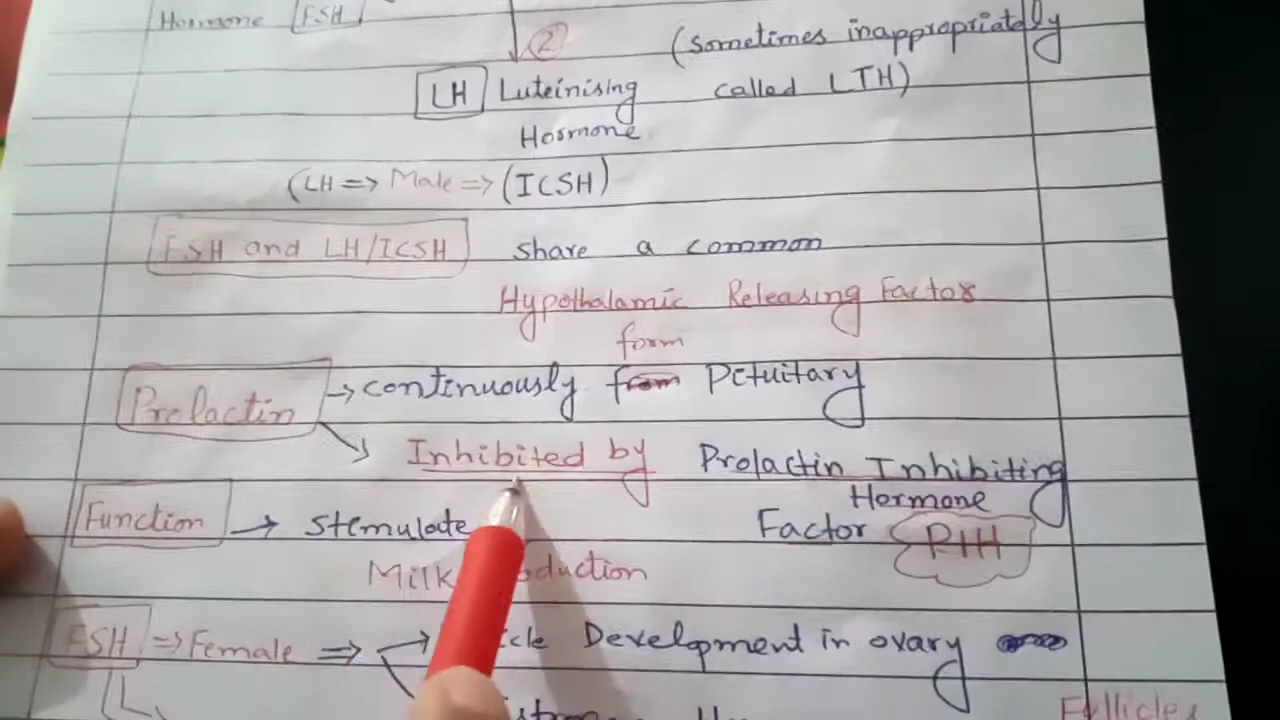 Hormone FSH
② (sometimes inappropriately
LH Luteinising called LTH)
Hormone
(LH => Male => (ICSH)
FSH and LH/ICSH share a common
Hypothalamic Releasing Factor
form
Prolactin → continuously from Pituitary
Inhibited by Prolactin Inhibiting
Hormone
Function → Stemulate Factor PIH
Milk
FSH => Female => Development in ovary
Follicles